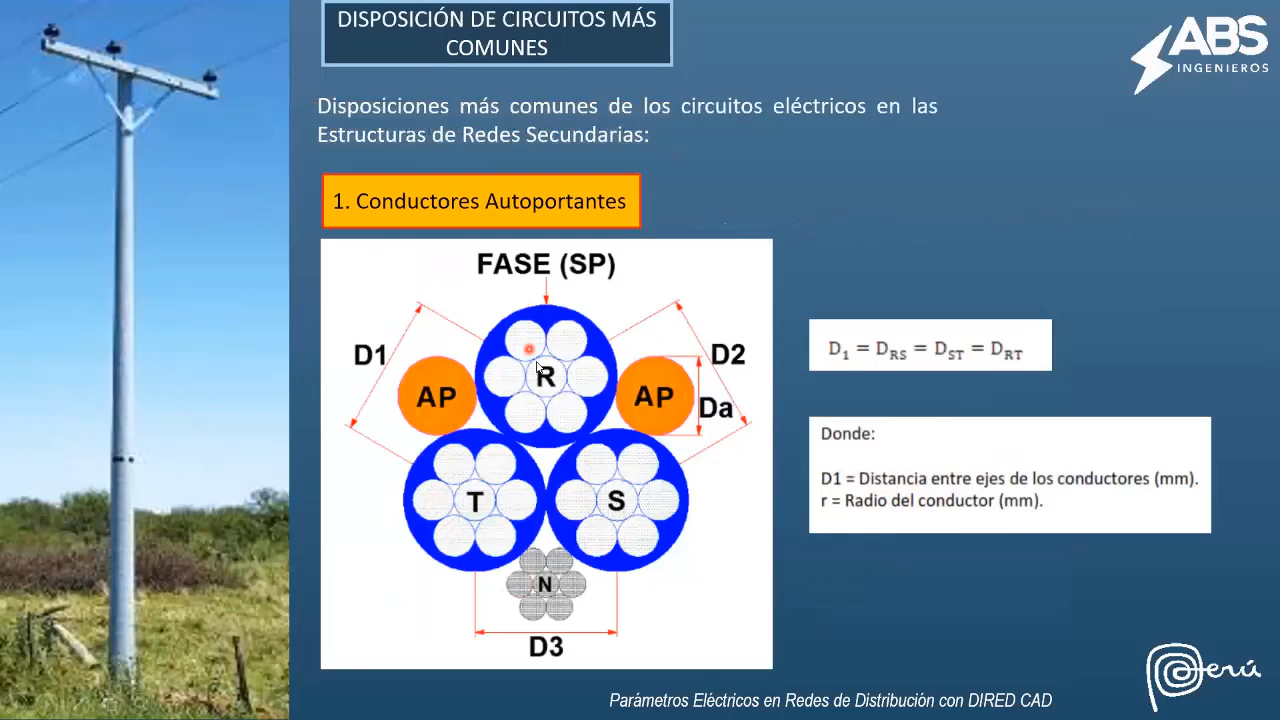 DISPOSICIÓN DE CIRCUITOS MÁS
COMUNES
ABS
INGENIEROS
Disposiciones más comunes de los circuitos eléctricos en las
Estructuras de Redes Secundarias:
1. Conductores Autoportantes
FASE (SP)
D1
D2
R
AP
AP
Da
T
S
N
D3
D₁ = D_RS = D_ST = D_RT
Donde:
D1 = Distancia entre ejes de los conductores (mm).
r = Radio del conductor (mm).
Perú
Parámetros Eléctricos en Redes de Distribución con DIRED CAD